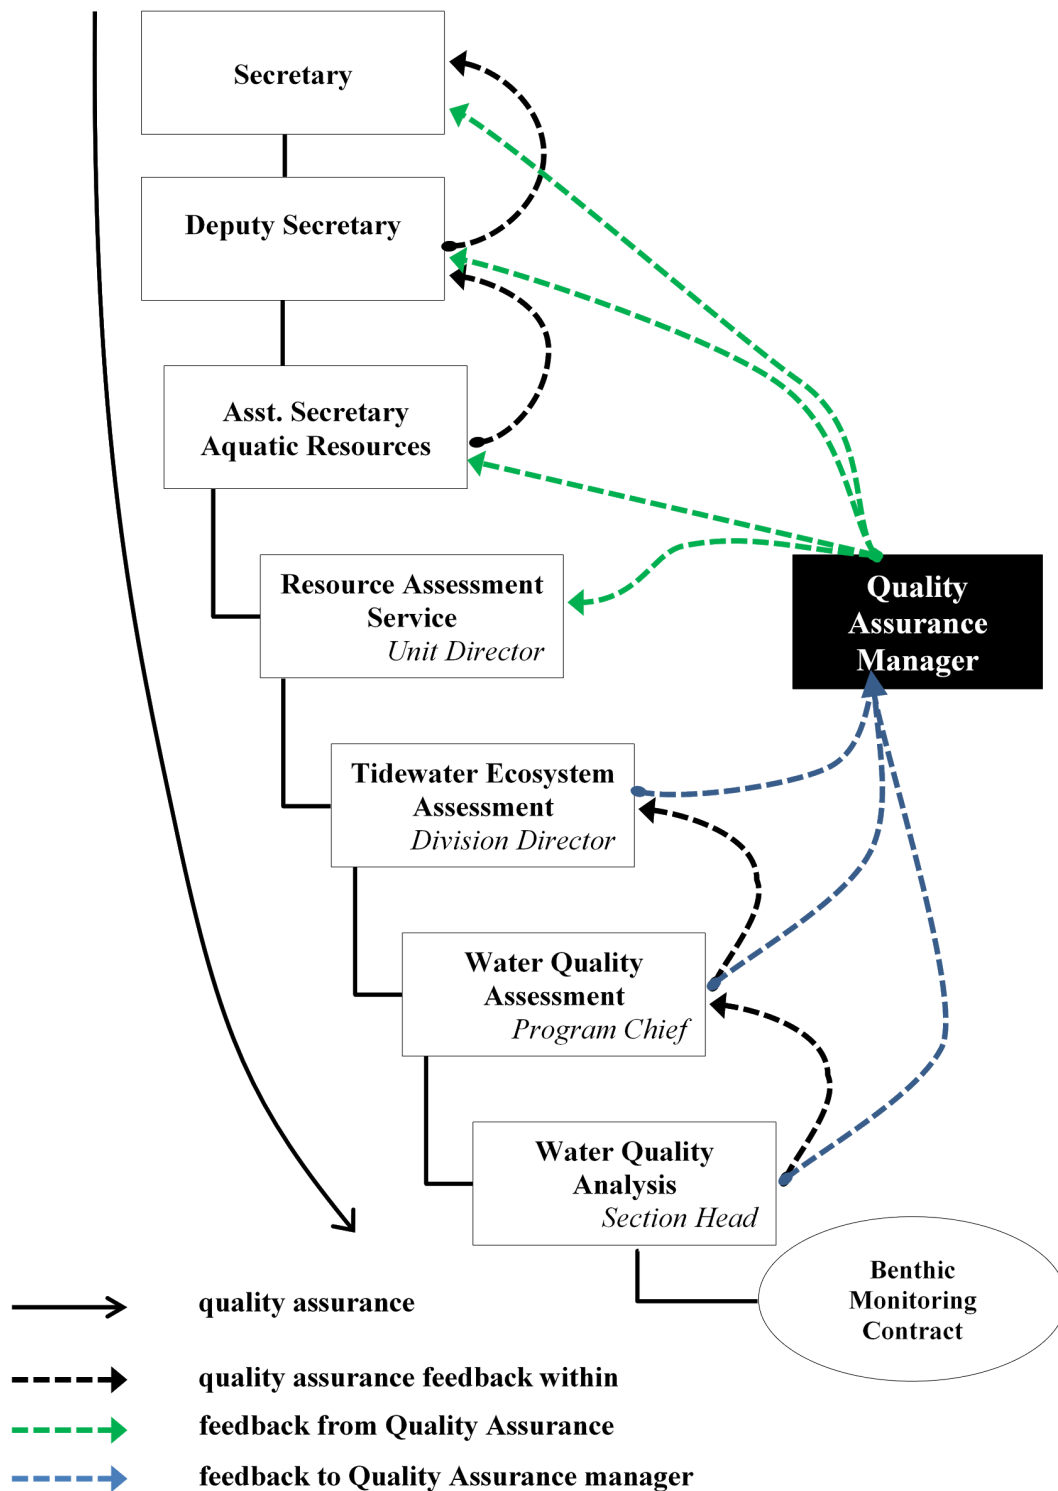 Secretary
Deputy Secretary
Asst. Secretary
Aquatic Resources
Resource Assessment
Service
Unit Director
Quality
Assurance
Manager
Tidewater Ecosystem
Assessment
Division Director
Water Quality
Assessment
Program Chief
Water Quality
Analysis
Section Head
Benthic
Monitoring
Contract
quality assurance
quality assurance feedback within
feedback from Quality Assurance
feedback to Quality Assurance manager